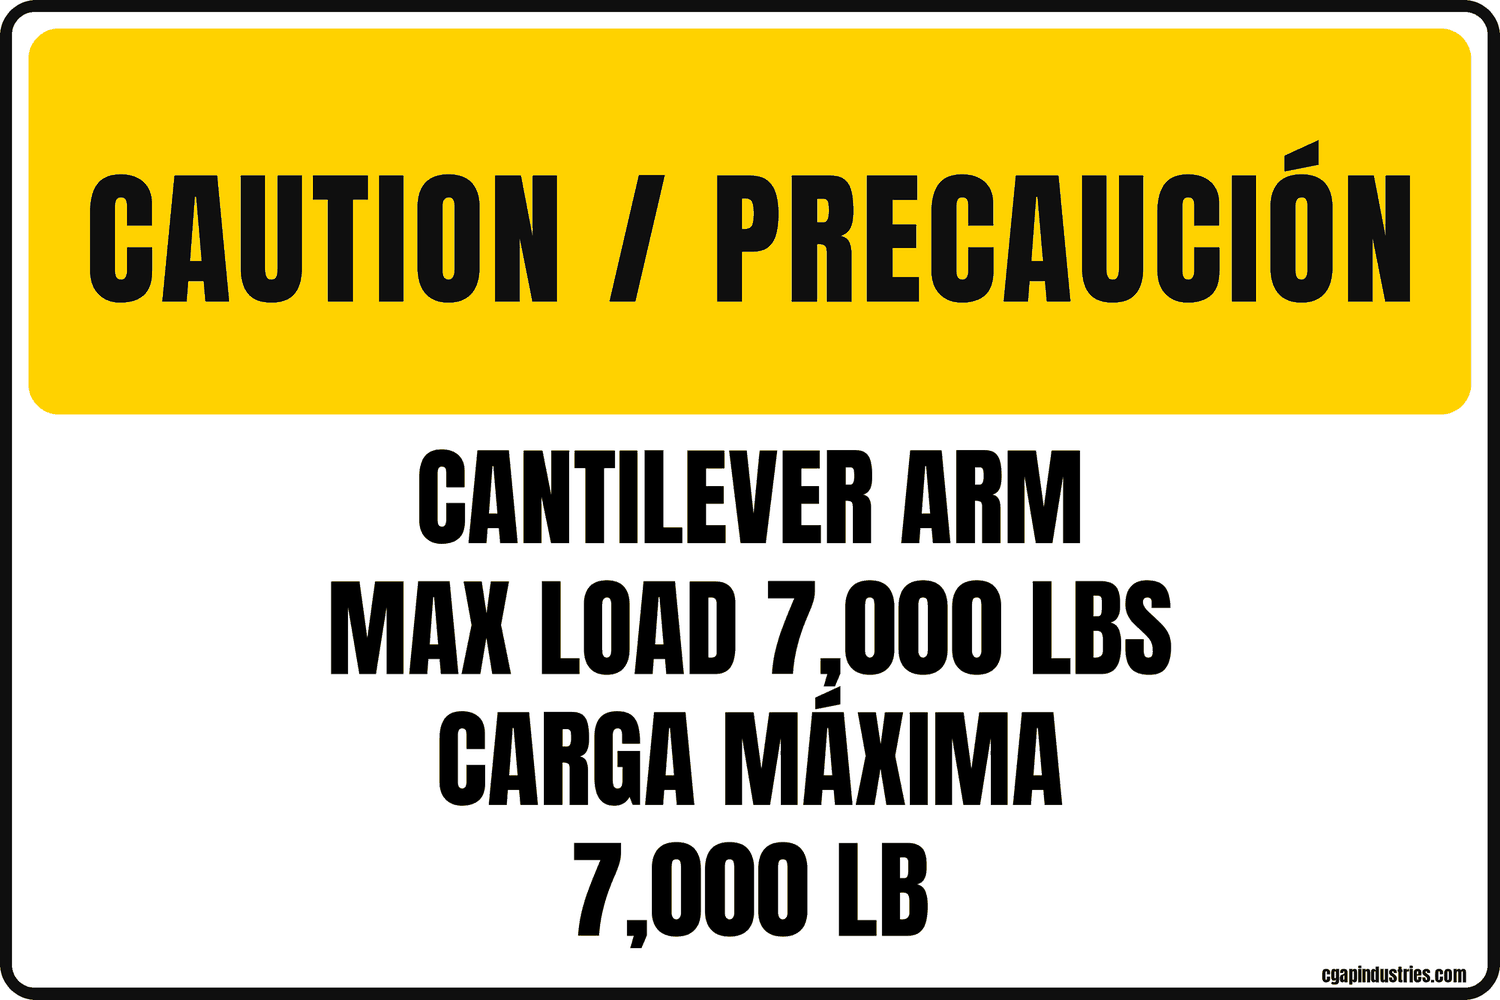 CAUTION / PRECAUCIÓN
CANTILEVER ARM
MAX LOAD 7,000 LBS
CARGA MÁXIMA
7,000 LB
cgapindustries.com